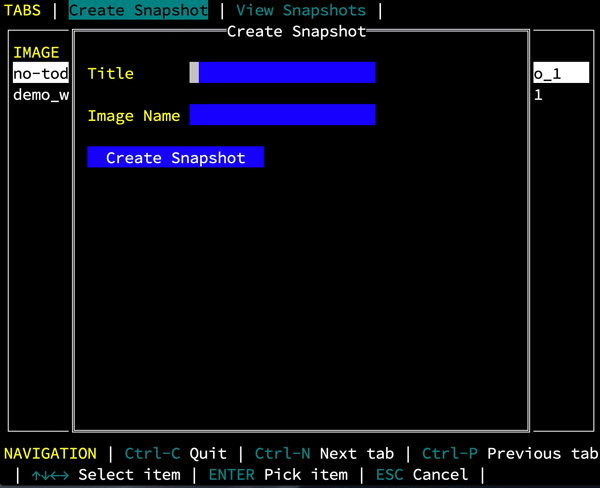 TABS | Create Snapshot | View Snapshots |
Create Snapshot
IMAGE
no-tod
o_1
demo_w
1
Title
Image Name
Create Snapshot
NAVIGATION | Ctrl-C Quit | Ctrl-N Next tab | Ctrl-P Previous tab
| ↑↓←→ Select item | ENTER Pick item | ESC Cancel |